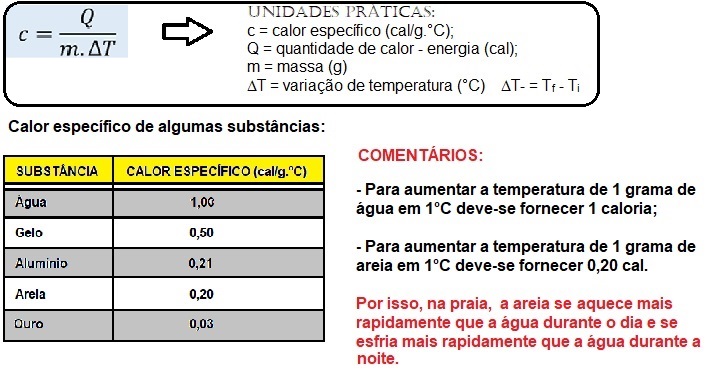 c = Q / m. ΔT
UNIDADES PRÁTICAS:
c = calor específico (cal/g.°C);
Q = quantidade de calor - energia (cal);
m = massa (g)
ΔT = variação de temperatura (°C) ΔT- = Tf - Ti
Calor específico de algumas substâncias:
SUBSTÂNCIA CALOR ESPECÍFICO (cal/g.°C)
Água 1,00
Gelo 0,50
Alumínio 0,21
Areia 0,20
Ouro 0,03
COMENTÁRIOS:
- Para aumentar a temperatura de 1 grama de
água em 1°C deve-se fornecer 1 caloria;
- Para aumentar a temperatura de 1 grama de
areia em 1°C deve-se fornecer 0,20 cal.
Por isso, na praia, a areia se aquece mais
rapidamente que a água durante o dia e se
esfria mais rapidamente que a água durante a
noite.